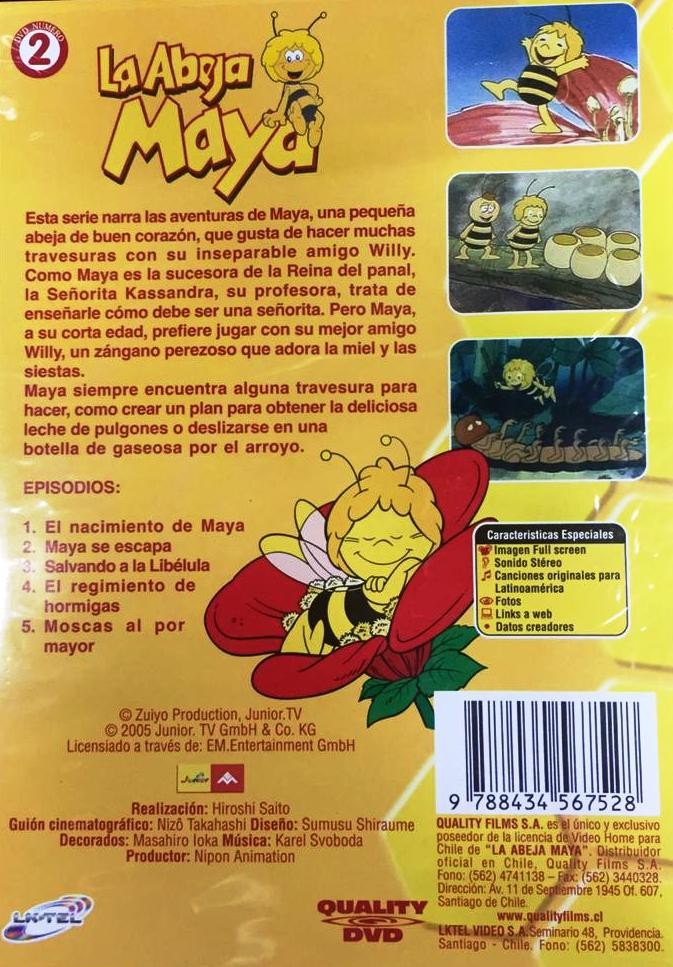 DVD NUMERO
2
La Abeja
Maya
Esta serie narra las aventuras de Maya, una pequeña
abeja de buen corazón, que gusta de hacer muchas
travesuras con su inseparable amigo Willy.
Como Maya es la sucesora de la Reina del panal,
la Señorita Kassandra, su profesora, trata de
enseñarle cómo debe ser una señorita. Pero Maya,
a su corta edad, prefiere jugar con su mejor amigo
Willy, un zángano perezoso que adora la miel y las
siestas.
Maya siempre encuentra alguna travesura para
hacer, como crear un plan para obtener la deliciosa
leche de pulgones o deslizarse en una
botella de gaseosa por el arroyo.
EPISODIOS:
1. El nacimiento de Maya
2. Maya se escapa
3. Salvando a la Libélula
4. El regimiento de
hormigas
5. Moscas al por
mayor
Características Especiales
Imagen Full screen
Sonido Stéreo
Canciones originales para
Latinoamérica
Fotos
Links a web
• Datos creadores
© Zuiyo Production, Junior.TV
© 2005 Junior. TV GmbH & Co. KG
Licensiado a través de: EM.Entertainment GmbH
Junior
Realización: Hiroshi Saito
Guión cinematográfico: Nizô Takahashi Diseño: Sumusu Shiraume
Decorados: Masahiro Ioka Música: Karel Svoboda
Productor: Nipon Animation
LK-TEL
QUALITY
DVD
9 788434 567528
QUALITY FILMS S.A. es el único y exclusivo
poseedor de la licencia de Video Home para
Chile de "LA ABEJA MAYA". Distribuidor
oficial en Chile, Quality Films S.A.
Fono: (562) 4741138 – Fax: (562) 3440328.
Dirección: Av. 11 de Septiembre 1945 Of. 607,
Santiago de Chile.
www.qualityfilms.cl
LKTEL VIDEO S.A. Seminario 48, Providencia.
Santiago - Chile. Fono: (562) 5838300.